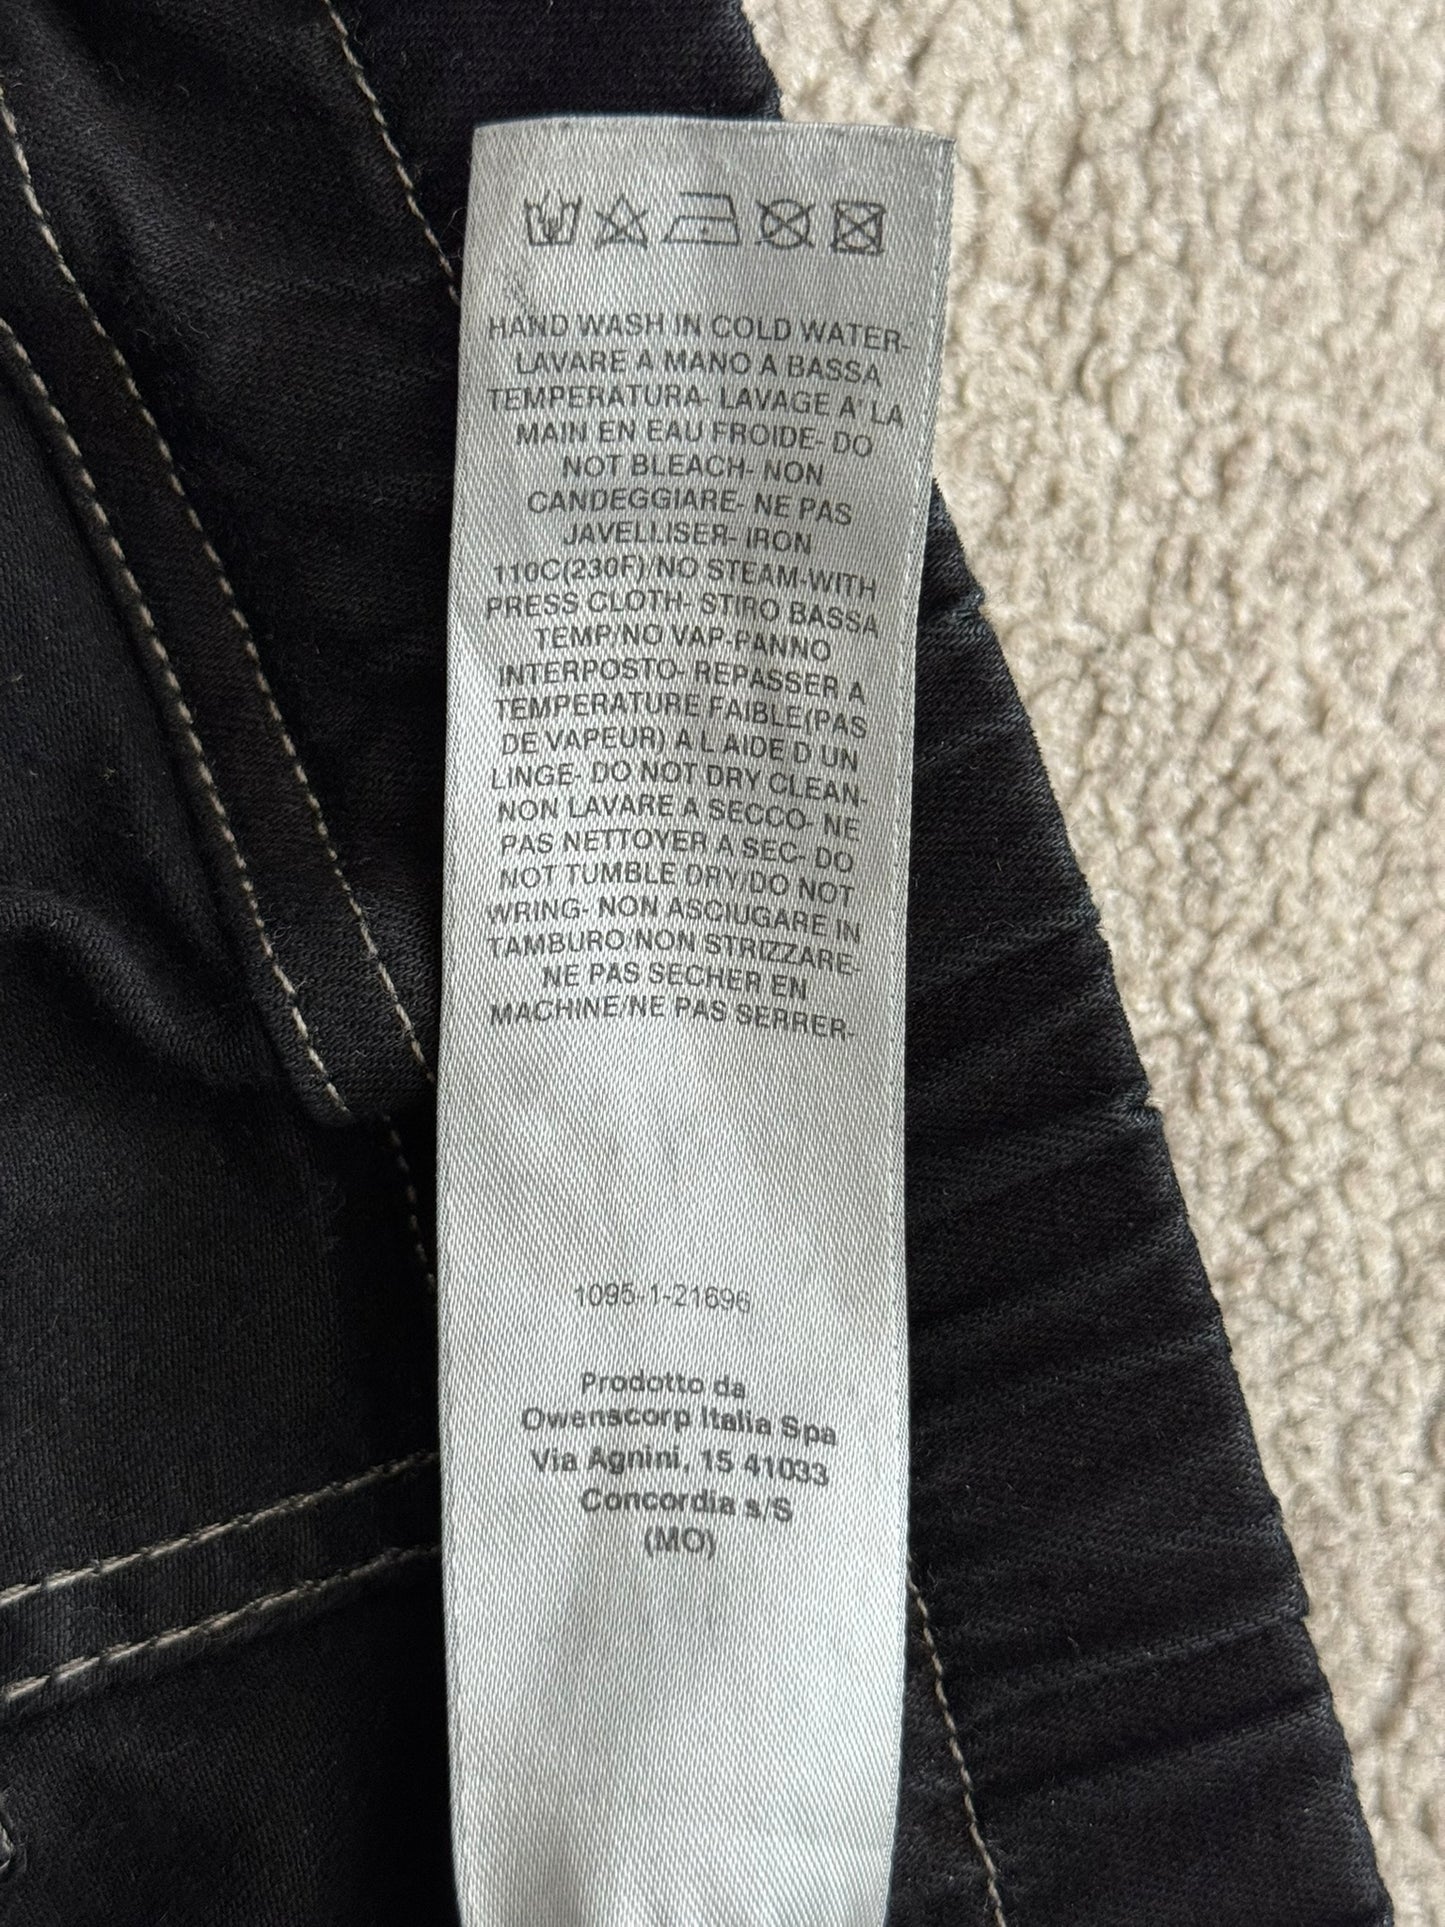 HAND WASH IN COLD WATER-
LAVARE A MANO A BASSA
TEMPERATURA- LAVAGE A' LA
MAIN EN EAU FROIDE- DO
NOT BLEACH- NON
CANDEGGIARE- NE PAS
JAVELLISER- IRON
110C(230F)/NO STEAM-WITH
PRESS CLOTH- STIRO BASSA
TEMP/NO VAP-PANNO
INTERPOSTO- REPASSER A
TEMPERATURE FAIBLE(PAS
DE VAPEUR) A L AIDE D UN
LINGE- DO NOT DRY CLEAN-
NON LAVARE A SECCO- NE
PAS NETTOYER A SEC- DO
NOT TUMBLE DRY/DO NOT
WRING- NON ASCIUGARE IN
TAMBURO/NON STRIZZARE-
NE PAS SECHER EN
MACHINE/NE PAS SERRER-
1095-1-21696
Prodotto da
Owenscorp Italia Spa
Via Agnini, 15 41033
Concordia s/S
(MO)